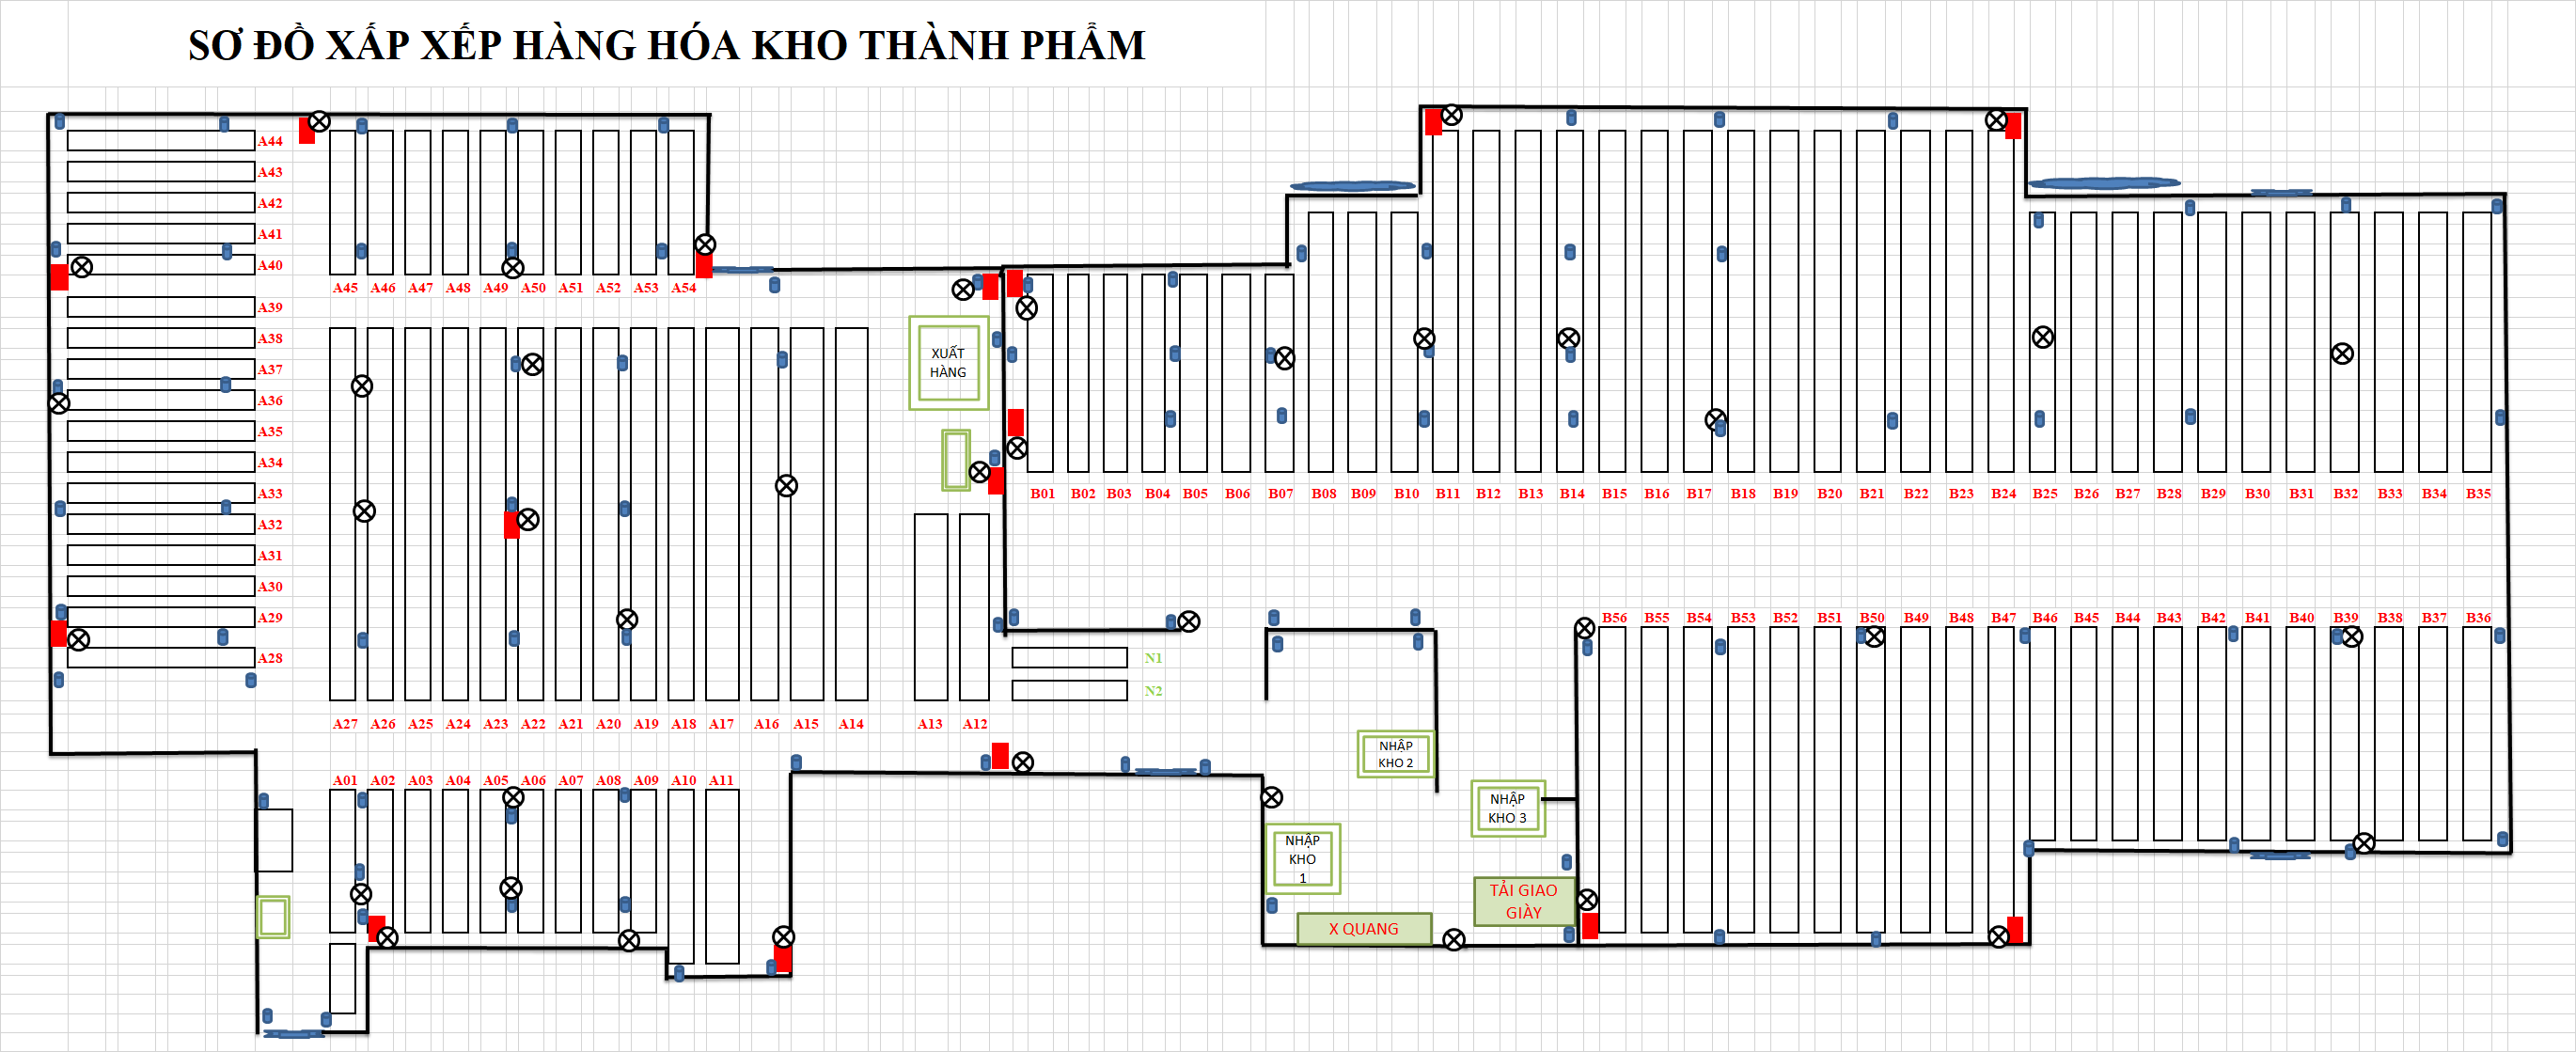 SƠ ĐỒ XẤP XẾP HÀNG HÓA KHO THÀNH PHẨM
A44
A43
A42
A41
A40
A39
A38
A37
A36
A35
A34
A33
A32
A31
A30
A29
A28
A45 A46 A47 A48 A49 A50 A51 A52 A53 A54
XUẤT
HÀNG
B01 B02 B03 B04 B05 B06 B07 B08 B09 B10 B11 B12 B13 B14 B15 B16 B17 B18 B19 B20 B21 B22 B23 B24 B25 B26 B27 B28 B29 B30 B31 B32 B33 B34 B35
B56 B55 B54 B53 B52 B51 B50 B49 B48 B47 B46 B45 B44 B43 B42 B41 B40 B39 B38 B37 B36
N1
N2
A27 A26 A25 A24 A23 A22 A21 A20 A19 A18 A17 A16 A15 A14 A13 A12
A01 A02 A03 A04 A05 A06 A07 A08 A09 A10 A11
NHẬP
KHO 2
NHẬP
KHO 3
NHẬP
KHO
1
TẢI GIAO
GIÀY
X QUANG